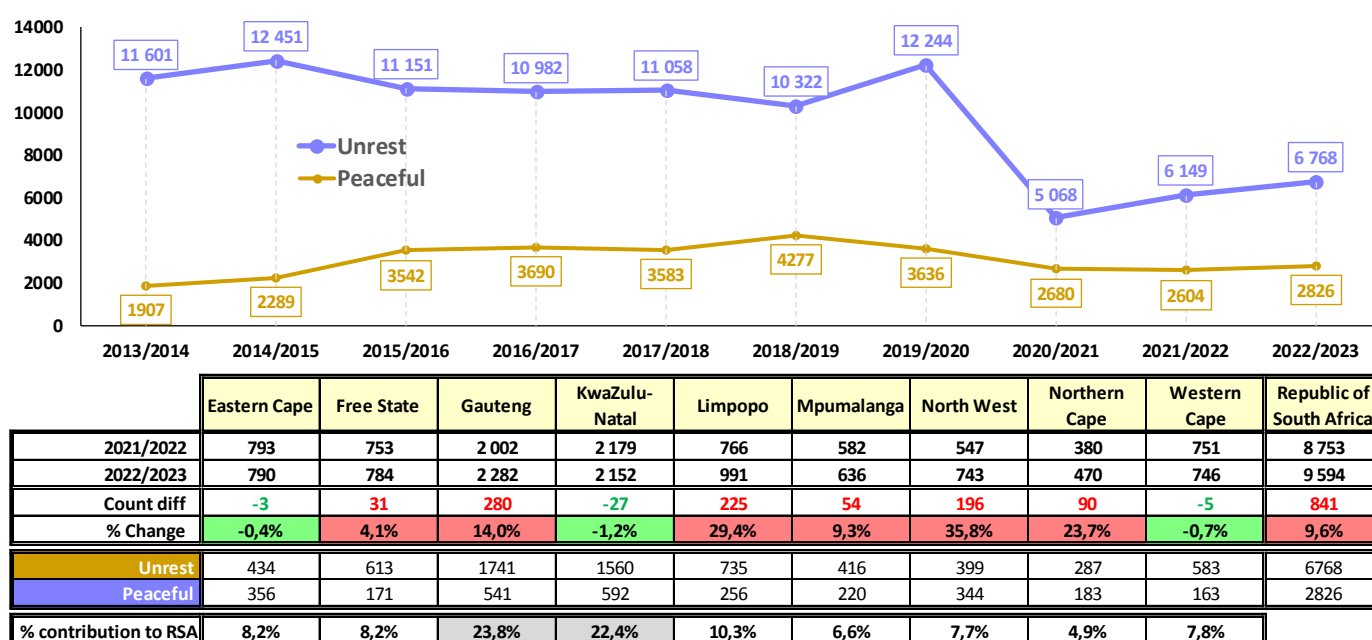 14000
12000
10000
8000
6000
4000
2000
0
11 601
12 451
11 151
10 982
11 058
10 322
12 244
5 068
6 149
6 768
Unrest
Peaceful
1907
2289
3542
3690
3583
4277
3636
2680
2604
2826
2013/2014 2014/2015 2015/2016 2016/2017 2017/2018 2018/2019 2019/2020 2020/2021 2021/2022 2022/2023
Eastern Cape Free State Gauteng KwaZulu-Natal Limpopo Mpumalanga North West Northern Cape Western Cape Republic of South Africa
2021/2022 793 753 2 002 2 179 766 582 547 380 751 8 753
2022/2023 790 784 2 282 2 152 991 636 743 470 746 9 594
Count diff -3 31 280 -27 225 54 196 90 -5 841
% Change -0,4% 4,1% 14,0% -1,2% 29,4% 9,3% 35,8% 23,7% -0,7% 9,6%
Unrest 434 613 1741 1560 735 416 399 287 583 6768
Peaceful 356 171 541 592 256 220 344 183 163 2826
% contribution to RSA 8,2% 8,2% 23,8% 22,4% 10,3% 6,6% 7,7% 4,9% 7,8%